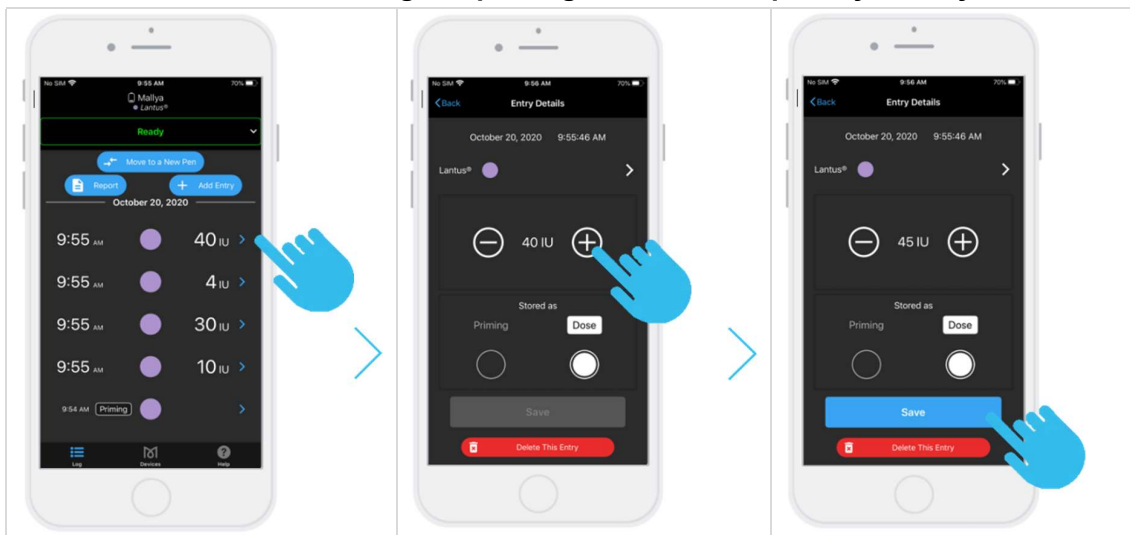 No SIM 9:55 AM 70%
Mallya
Lantus®
Ready
Move to a New Pen
Report
Add Entry
October 20, 2020
9:55 AM 40 IU
9:55 AM 4 IU
9:55 AM 30 IU
9:55 AM 10 IU
9:54 AM Priming
Log Devices Help
No SIM 9:56 AM 70%
Back Entry Details
October 20, 2020 9:55:46 AM
Lantus®
40 IU
Stored as
Priming Dose
Save
Delete This Entry
No SIM 9:56 AM 70%
Back Entry Details
October 20, 2020 9:55:46 AM
Lantus®
45 IU
Stored as
Priming Dose
Save
Delete This Entry